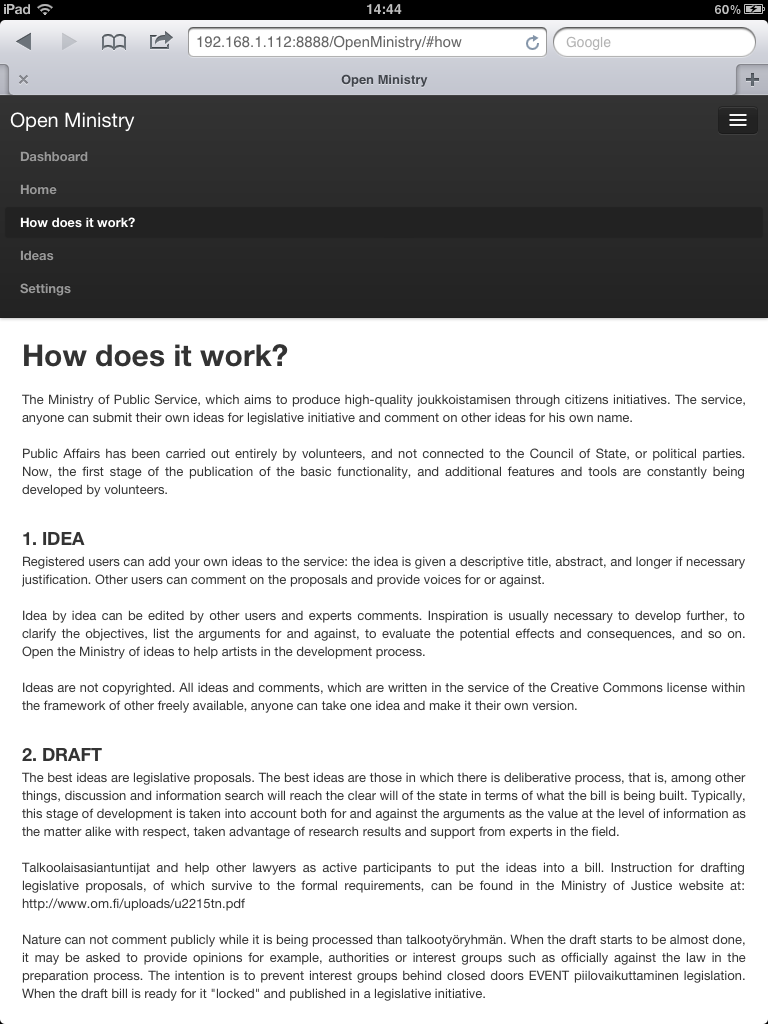 iPad 14:44 60%
192.168.1.112:8888/OpenMinistry/#how Google
Open Ministry
Open Ministry
Dashboard
Home
How does it work?
Ideas
Settings
How does it work?
The Ministry of Public Service, which aims to produce high-quality joukkoistamisen through citizens initiatives. The service,
anyone can submit their own ideas for legislative initiative and comment on other ideas for his own name.
Public Affairs has been carried out entirely by volunteers, and not connected to the Council of State, or political parties.
Now, the first stage of the publication of the basic functionality, and additional features and tools are constantly being
developed by volunteers.
1. IDEA
Registered users can add your own ideas to the service: the idea is given a descriptive title, abstract, and longer if necessary
justification. Other users can comment on the proposals and provide voices for or against.
Idea by idea can be edited by other users and experts comments. Inspiration is usually necessary to develop further, to
clarify the objectives, list the arguments for and against, to evaluate the potential effects and consequences, and so on.
Open the Ministry of ideas to help artists in the development process.
Ideas are not copyrighted. All ideas and comments, which are written in the service of the Creative Commons license within
the framework of other freely available, anyone can take one idea and make it their own version.
2. DRAFT
The best ideas are legislative proposals. The best ideas are those in which there is deliberative process, that is, among other
things, discussion and information search will reach the clear will of the state in terms of what the bill is being built. Typically,
this stage of development is taken into account both for and against the arguments as the value at the level of information as
the matter alike with respect, taken advantage of research results and support from experts in the field.
Talkoolaisasiantuntijat and help other lawyers as active participants to put the ideas into a bill. Instruction for drafting
legislative proposals, of which survive to the formal requirements, can be found in the Ministry of Justice website at:
http://www.om.fi/uploads/u2215tn.pdf
Nature can not comment publicly while it is being processed than talkootyöryhmän. When the draft starts to be almost done,
it may be asked to provide opinions for example, authorities or interest groups such as officially against the law in the
preparation process. The intention is to prevent interest groups behind closed doors EVENT piilovaikuttaminen legislation.
When the draft bill is ready for it "locked" and published in a legislative initiative.